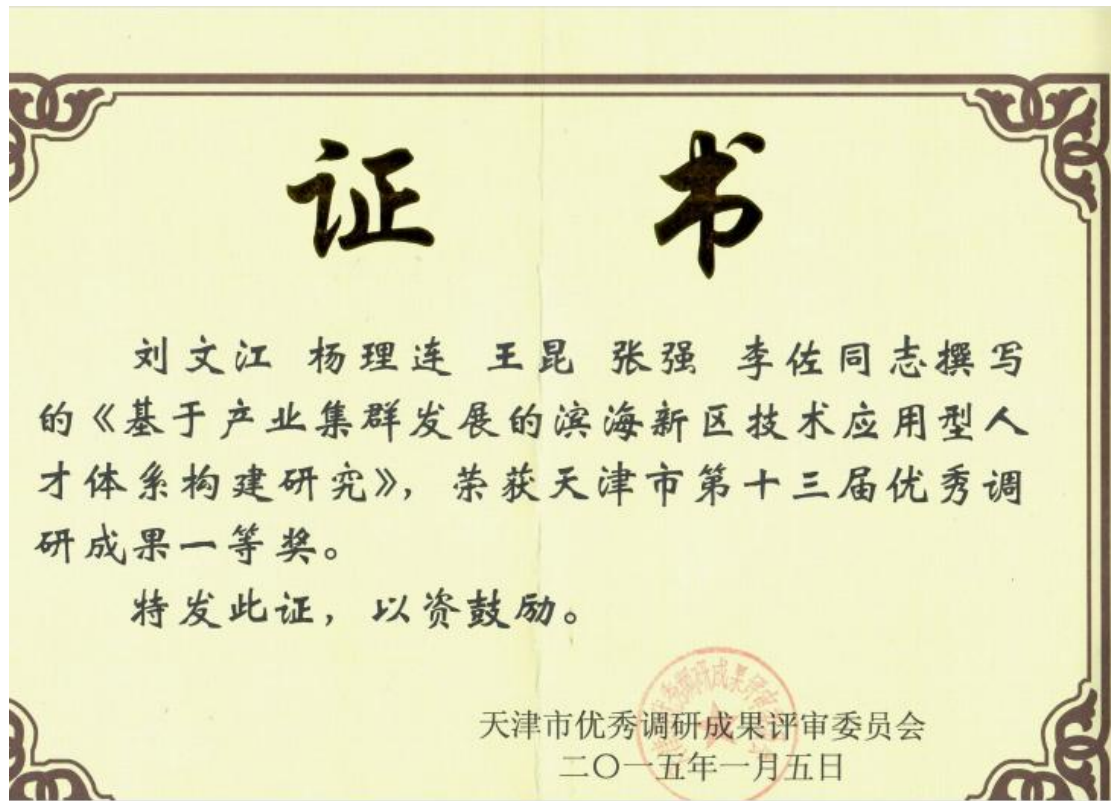 证 书
刘文江 杨理连 王昆 张强 李佐同志撰写
的《基于产业集群发展的滨海新区技术应用型人
才体系构建研究》，荣获天津市第十三届优秀调
研成果一等奖。
特发此证，以资鼓励。
天津市优秀调研成果评审委员会
二〇一五年一月五日